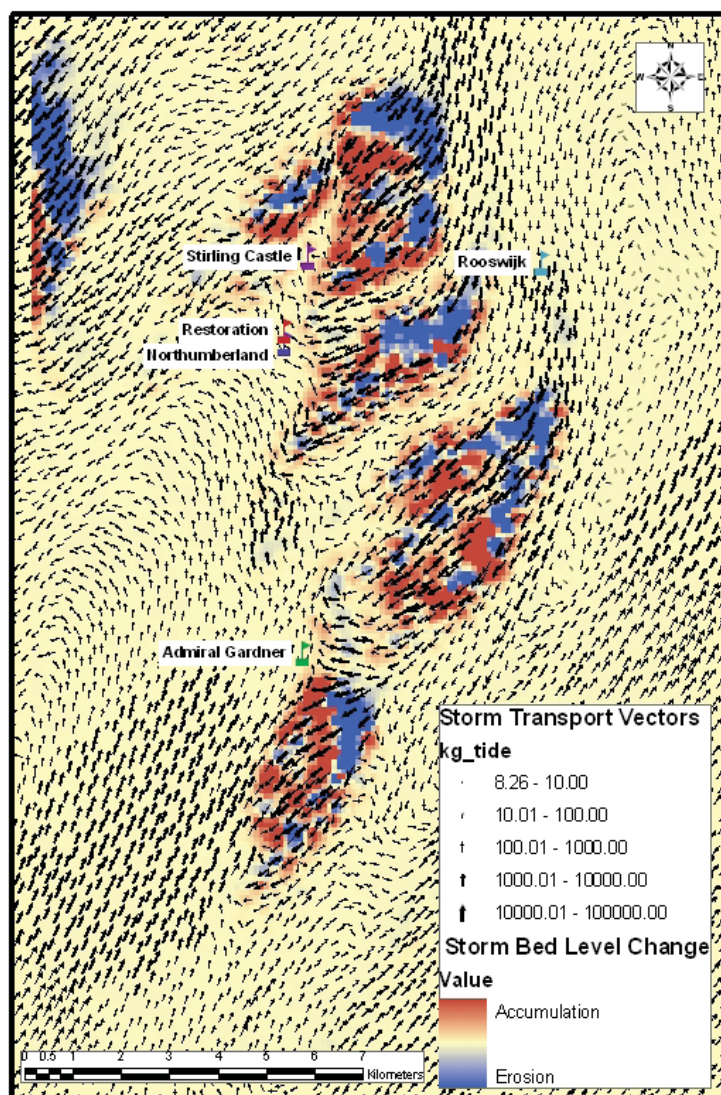 N
W E
S
Stirling Castle
Rooswijk
Restoration
Northumberland
Admiral Gardner
Storm Transport Vectors
kg_tide
8.26 - 10.00
10.01 - 100.00
100.01 - 1000.00
1000.01 - 10000.00
10000.01 - 100000.00
Storm Bed Level Change
Value
Accumulation
Erosion
0 0.5 1 2 3 4 5 6 7
Kilometers